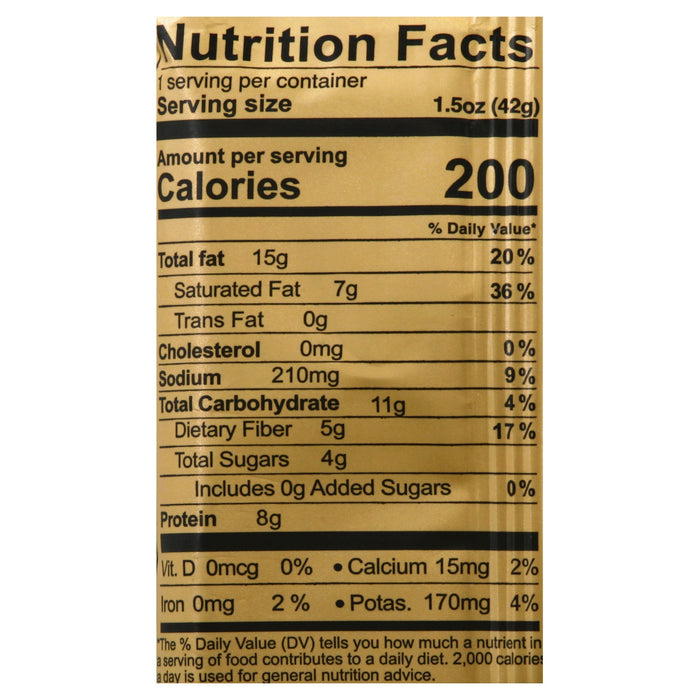 Nutrition Facts
1 serving per container
Serving size 1.5oz (42g)
Amount per serving
Calories 200
% Daily Value*
Total fat 15g 20%
Saturated Fat 7g 36%
Trans Fat 0g
Cholesterol 0mg 0%
Sodium 210mg 9%
Total Carbohydrate 11g 4%
Dietary Fiber 5g 17%
Total Sugars 4g
Includes 0g Added Sugars 0%
Protein 8g
Vit. D 0mcg 0% • Calcium 15mg 2%
Iron 0mg 2% • Potas. 170mg 4%
*The % Daily Value (DV) tells you how much a nutrient in
a serving of food contributes to a daily diet. 2,000 calories
a day is used for general nutrition advice.